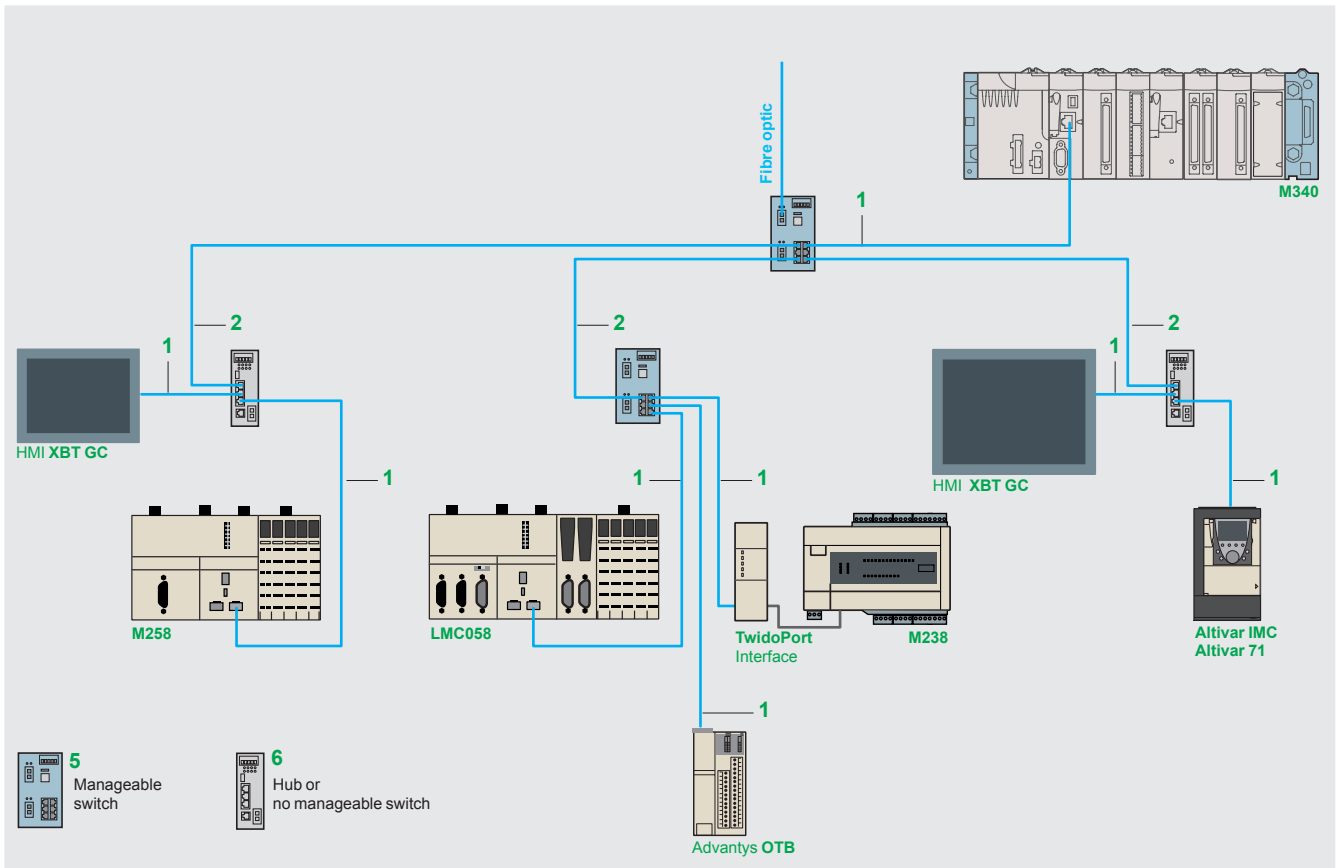 Fibre optic
M340
1
2
2
2
1
1
HMI XBT GC
HMI XBT GC
1
1
1
1
M258
LMC058
TwidoPort
Interface
M238
Altivar IMC
Altivar 71
1
5
Manageable
switch
6
Hub or
no manageable switch
Advantys OTB